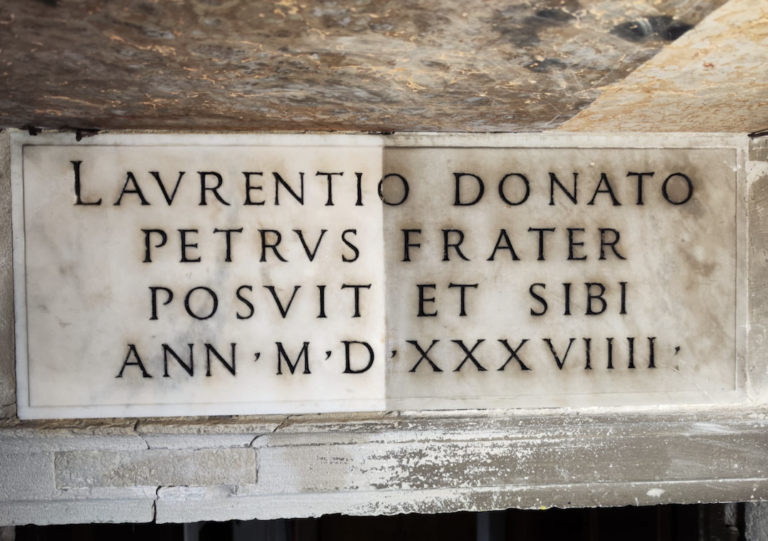 LAVRENTIO DONATO
PETRVS FRATER
POSVIT ET SIBI
ANN ❜ M ❜ D ❜ XXXVIIII ❜